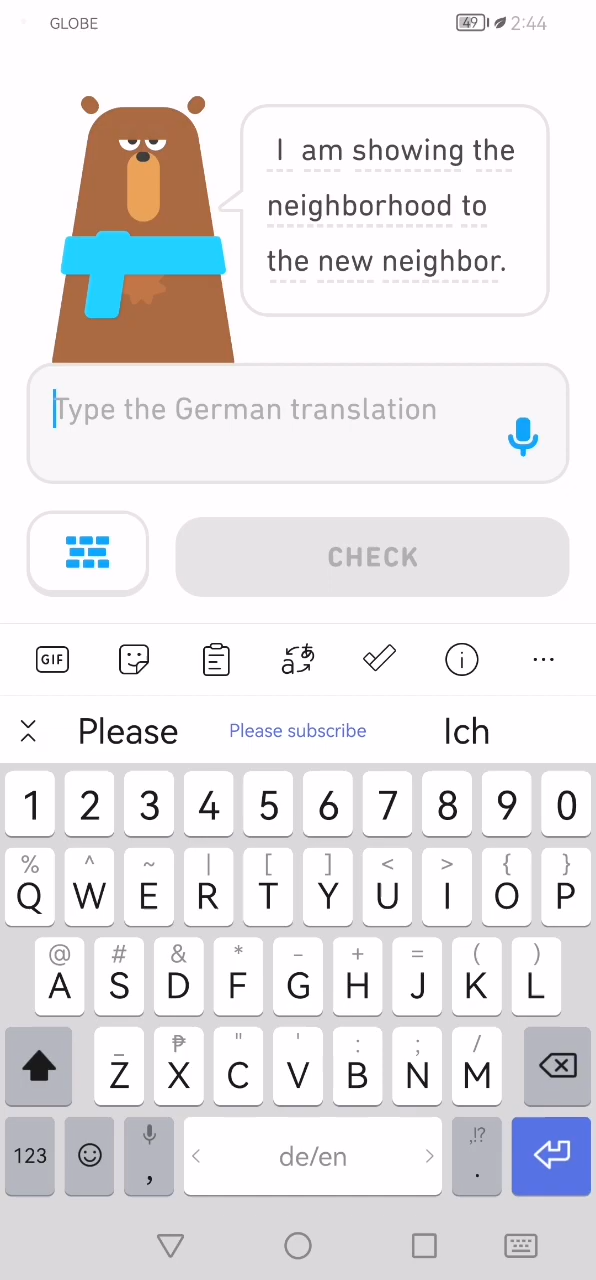 GLOBE
49 2:44
I am showing the
neighborhood to
the new neighbor.
Type the German translation
CHECK
GIF
Please Please subscribe Ich
1 2 3 4 5 6 7 8 9 0
% ^ ~ | [ ] < > { }
Q W E R T Y U I O P
@ # & * - + = ( )
A S D F G H J K L
_ ₱ " ' : ; /
Z X C V B N M
123 , de/en ,!? .